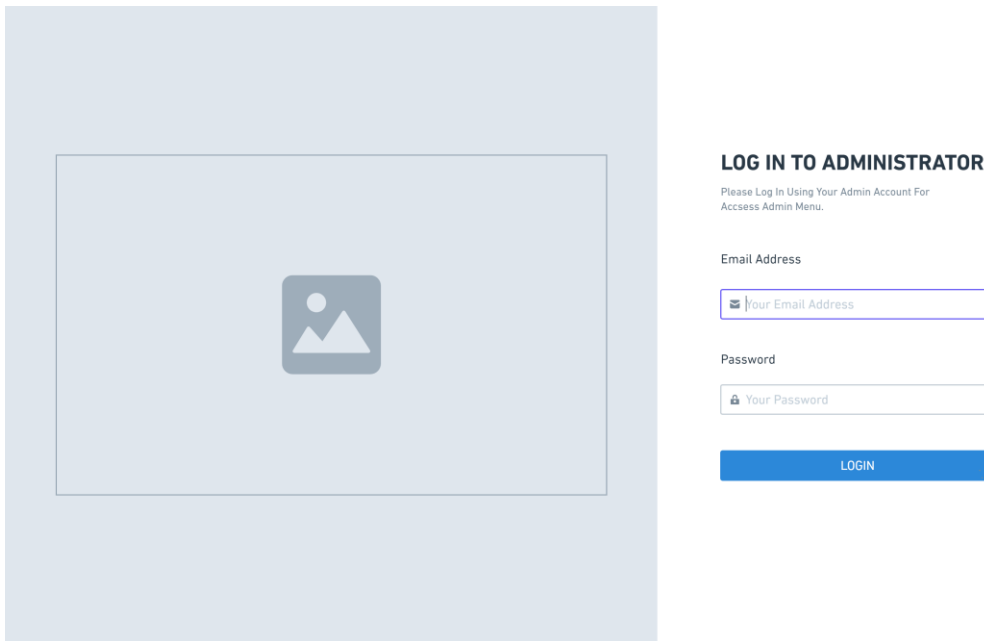 LOG IN TO ADMINISTRATOR
Please Log In Using Your Admin Account For
Accsess Admin Menu.
Email Address
Your Email Address
Password
Your Password
LOGIN